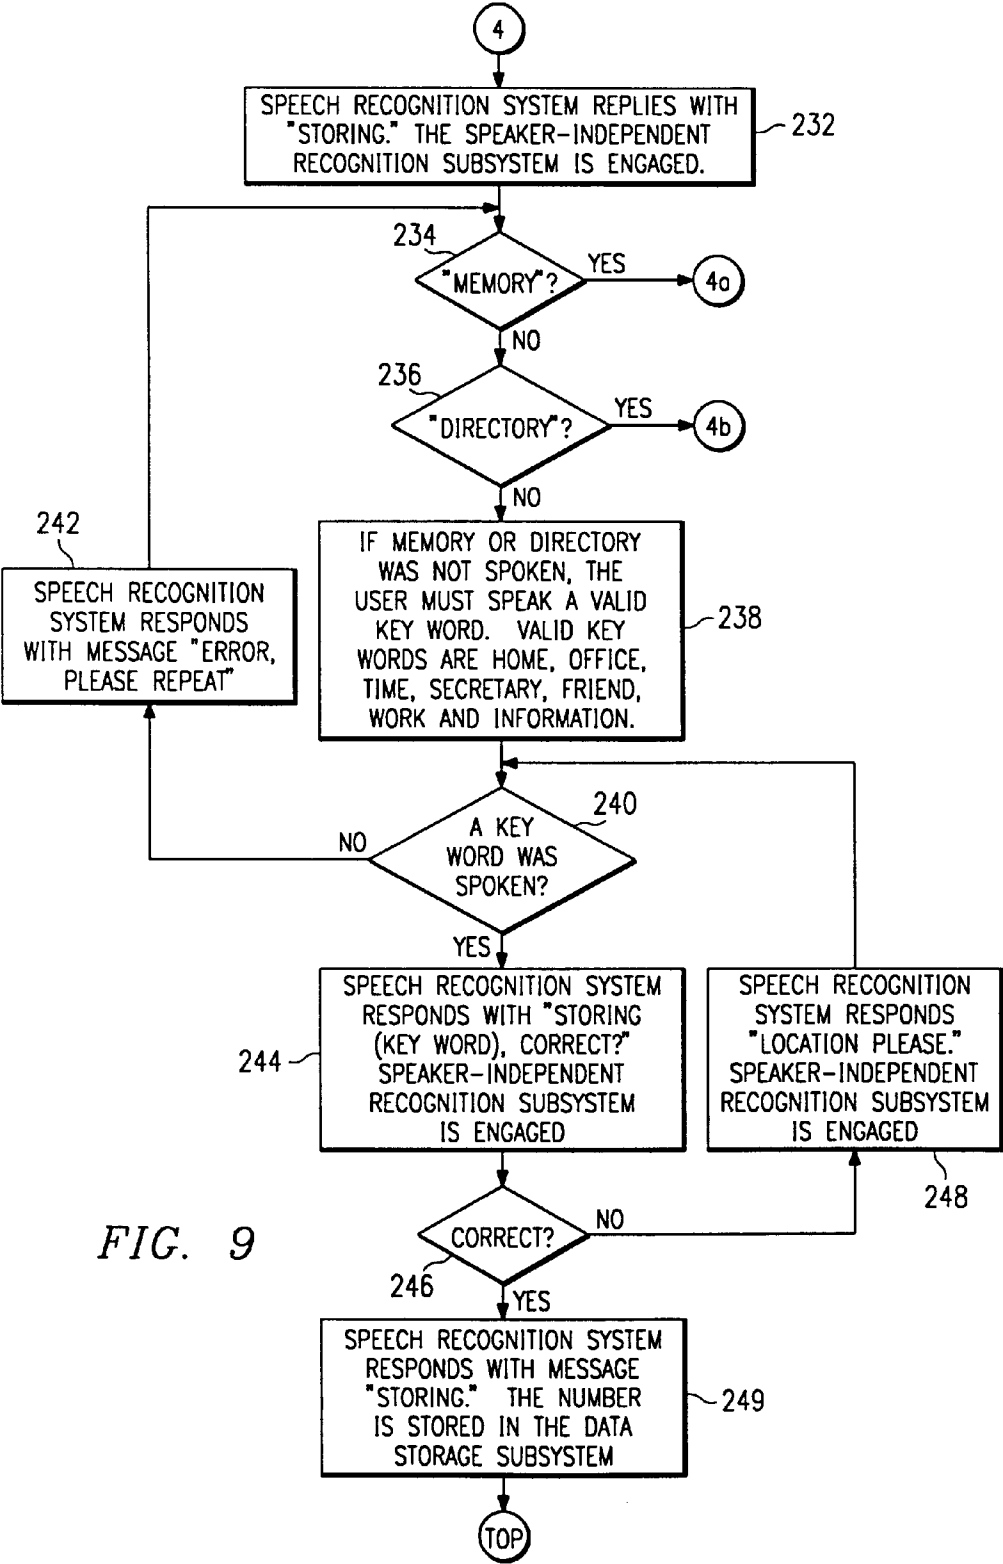 4
SPEECH RECOGNITION SYSTEM REPLIES WITH
"STORING." THE SPEAKER-INDEPENDENT
RECOGNITION SUBSYSTEM IS ENGAGED.
232
234
"MEMORY"?
YES
4a
NO
236
"DIRECTORY"?
YES
4b
NO
242
SPEECH RECOGNITION
SYSTEM RESPONDS
WITH MESSAGE "ERROR,
PLEASE REPEAT"
IF MEMORY OR DIRECTORY
WAS NOT SPOKEN, THE
USER MUST SPEAK A VALID
KEY WORD. VALID KEY
WORDS ARE HOME, OFFICE,
TIME, SECRETARY, FRIEND,
WORK AND INFORMATION.
238
240
A KEY
WORD WAS
SPOKEN?
NO
YES
SPEECH RECOGNITION SYSTEM
RESPONDS WITH "STORING
(KEY WORD), CORRECT?"
SPEAKER-INDEPENDENT
RECOGNITION SUBSYSTEM
IS ENGAGED
244
SPEECH RECOGNITION
SYSTEM RESPONDS
"LOCATION PLEASE."
SPEAKER-INDEPENDENT
RECOGNITION SUBSYSTEM
IS ENGAGED
248
CORRECT?
NO
246
YES
FIG. 9
SPEECH RECOGNITION SYSTEM
RESPONDS WITH MESSAGE
"STORING." THE NUMBER
IS STORED IN THE DATA
STORAGE SUBSYSTEM
249
TOP